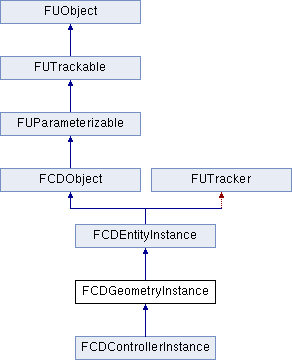 FUObject
FUTrackable
FUParameterizable
FCDObject
FUTracker
FCDEntityInstance
FCDGeometryInstance
FCDControllerInstance